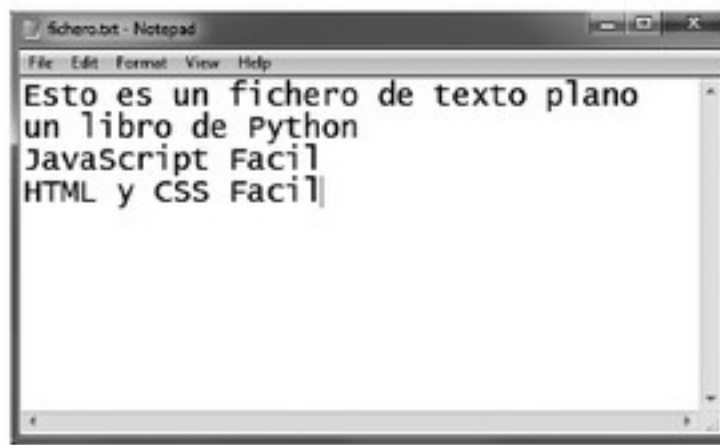 fichero.txt - Notepad
File Edit Format View Help
Esto es un fichero de texto plano
un libro de Python
JavaScript Facil
HTML y CSS Facil